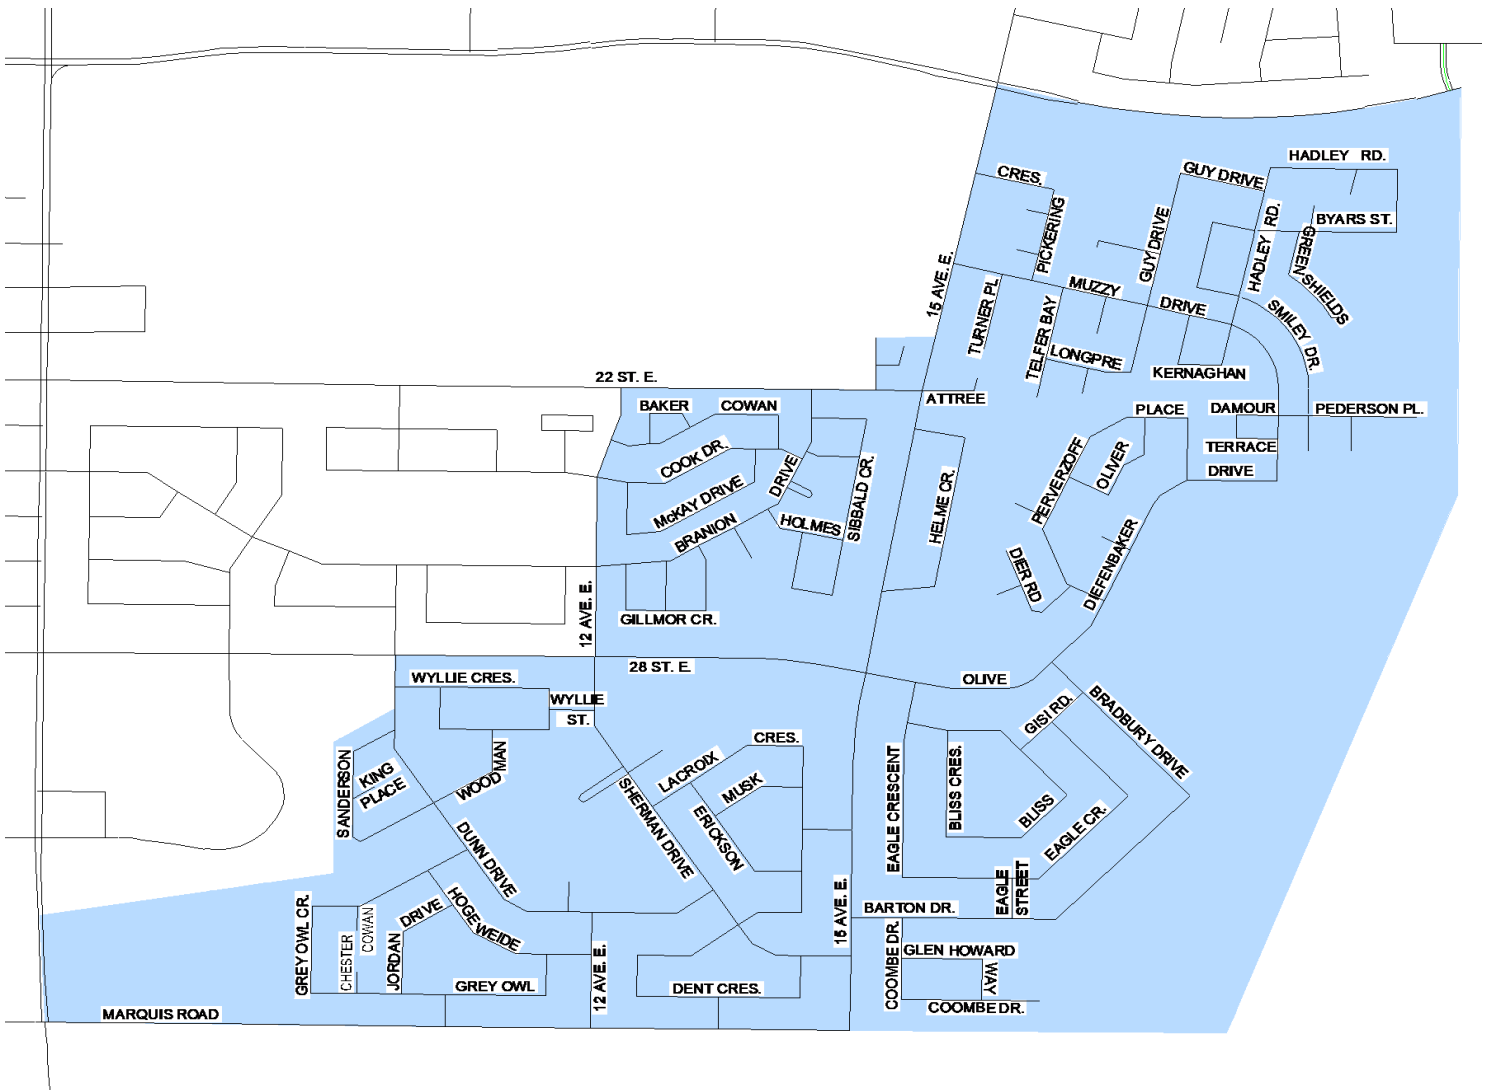 HADLEY RD.
CRES.
GUY DRIVE
BYARS ST.
PICKERING
GUY DRIVE
HADLEY RD.
GREEN
SHIELDS
15 AVE. E.
MUZZY
DRIVE
SMILEY DR.
TURNER PL
TELFER BAY
LONGPRE
KERNAGHAN
22 ST. E.
ATTREE
BAKER
COWAN
PLACE
DAMOUR
PEDERSON PL.
COOK DR.
DRIVE
PERVERZOFF
OLIVER
TERRACE
DRIVE
McKAY DRIVE
SIBBALD CR.
HELME CR.
BRANION
HOLMES
DIER RD
DIEFENBAKER
12 AVE. E.
GILLMOR CR.
28 ST. E.
WYLLIE CRES.
OLIVE
WYLLIE
ST.
GISI RD.
BRADBURY DRIVE
CRES.
SANDERSON
KING
PLACE
WOOD
MAN
LACROIX
MUSK
SHERMAN DRIVE
ERICKSON
EAGLE CRESCENT
BLISS CRES.
BLISS
EAGLE CR.
DUNN DRIVE
EAGLE
STREET
GREY OWL CR.
CHESTER
COWAN
JORDAN
DRIVE
HOGEWEIDE
15 AVE. E.
BARTON DR.
COOMBE DR.
GLEN HOWARD
WAY
GREY OWL
12 AVE. E.
DENT CRES.
COOMBE DR.
MARQUIS ROAD